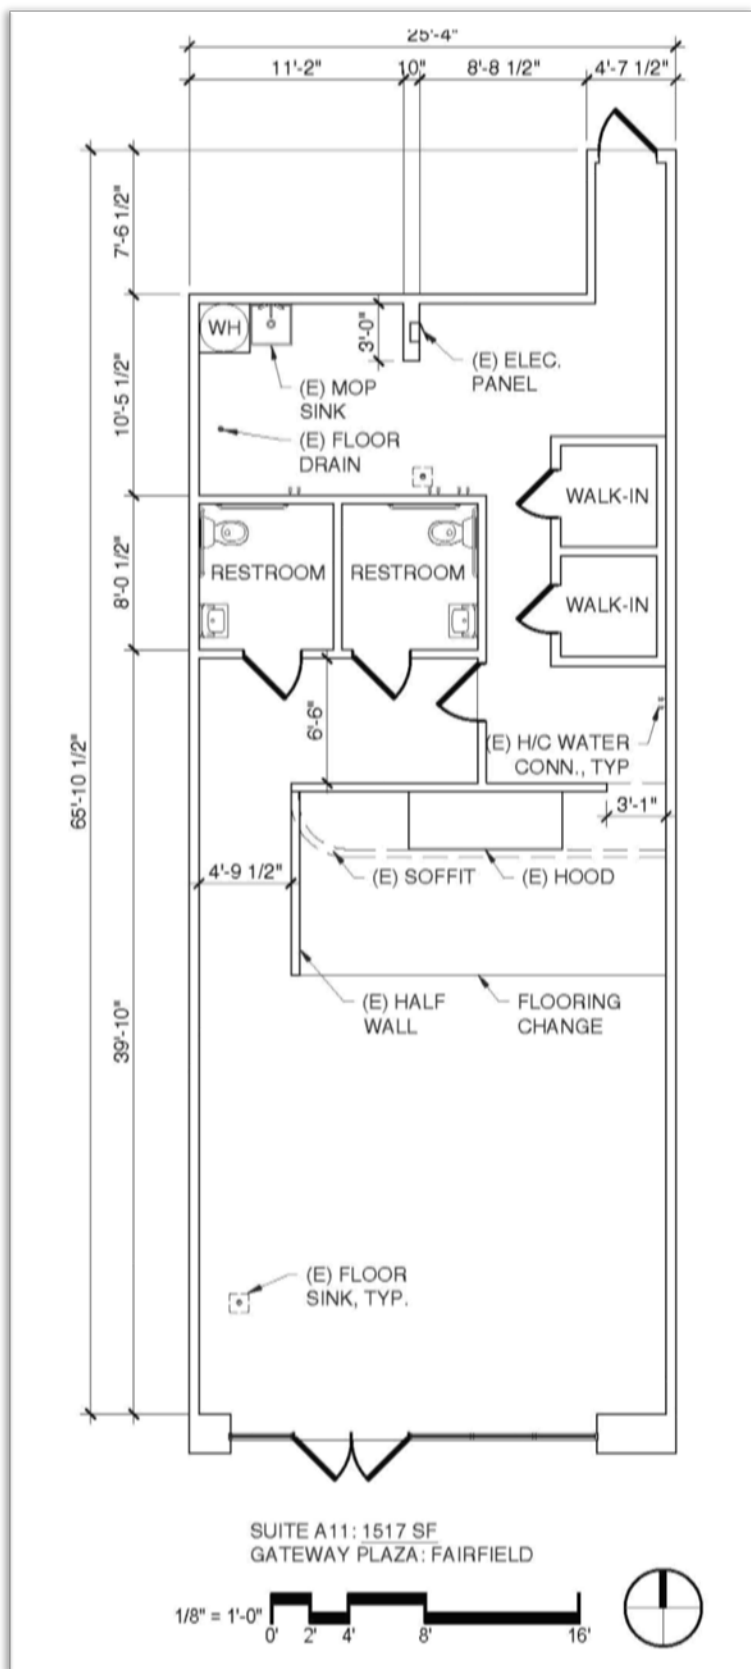 25'-4"
11'-2"
10"
8'-8 1/2"
4'-7 1/2"
7'-6 1/2"
10'-5 1/2"
8'-0 1/2"
65'-10 1/2"
39'-10"
WH
3'-0"
(E) ELEC.
PANEL
(E) MOP
SINK
(E) FLOOR
DRAIN
WALK-IN
RESTROOM
RESTROOM
WALK-IN
6'-6"
(E) H/C WATER
CONN., TYP
3'-1"
4'-9 1/2"
(E) SOFFIT
(E) HOOD
(E) HALF
WALL
FLOORING
CHANGE
(E) FLOOR
SINK, TYP.
SUITE A11: 1517 SF
GATEWAY PLAZA: FAIRFIELD
1/8" = 1'-0"
0' 2' 4' 8' 16'